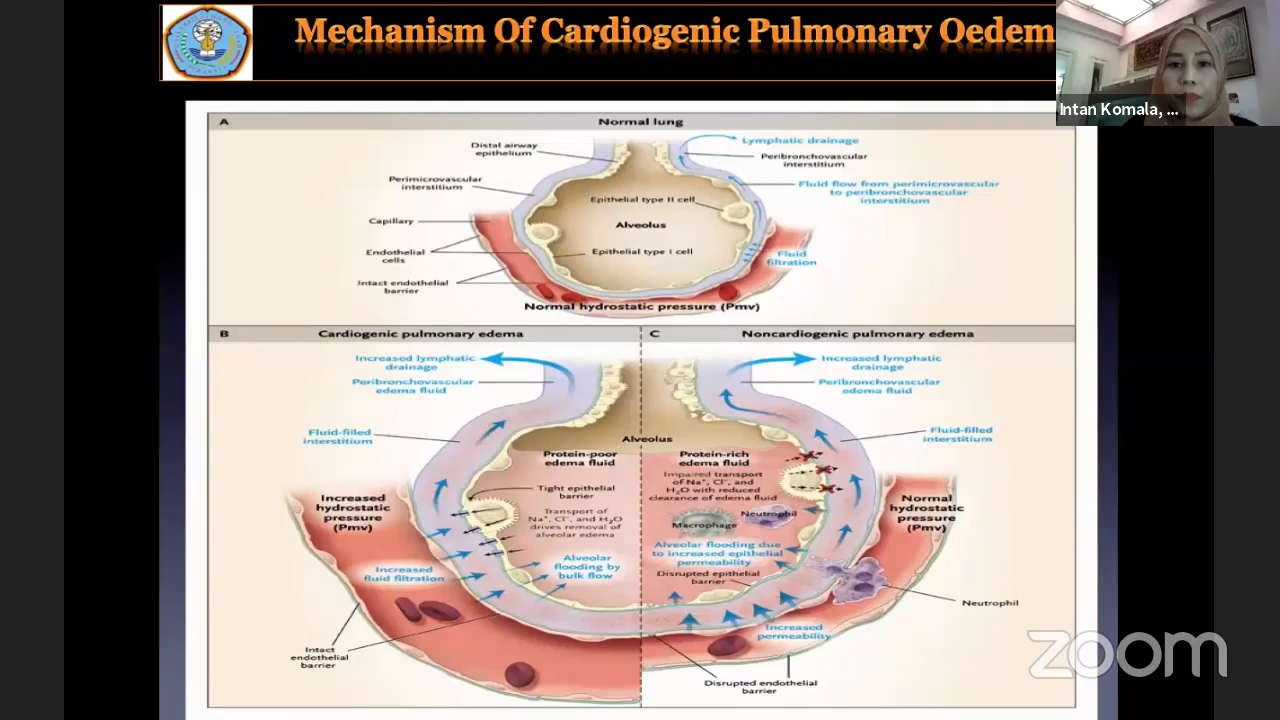 Mechanism Of Cardiogenic Pulmonary Oedem
Intan Komala, ...
A
Normal lung
Distal airway
epithelium
Lymphatic drainage
Peribronchovascular
interstitium
Perimicrovascular
interstitium
Fluid flow from perimicrovascular
to peribronchovascular
interstitium
Epithelial type II cell
Capillary
Alveolus
Endothelial
cells
Epithelial type I cell
Fluid
filtration
Intact endothelial
barrier
Normal hydrostatic pressure (Pmv)
B
Cardiogenic pulmonary edema
C
Noncardiogenic pulmonary edema
Increased lymphatic
drainage
Increased lymphatic
drainage
Peribronchovascular
edema fluid
Peribronchovascular
edema fluid
Fluid-filled
interstitium
Alveolus
Fluid-filled
interstitium
Protein-poor
edema fluid
Protein-rich
edema fluid
Impaired transport
of Na⁺, Cl⁻, and
H₂O with reduced
clearance of edema fluid
Tight epithelial
barrier
Increased
hydrostatic
pressure
(Pmv)
Normal
hydrostatic
pressure
(Pmv)
Transport of
Na⁺, Cl⁻, and H₂O
drives removal of
alveolar edema
Neutrophil
Macrophage
Alveolar flooding due
to increased epithelial
permeability
Alveolar
flooding by
bulk flow
Increased
fluid filtration
Disrupted epithelial
barrier
Neutrophil
Increased
permeability
Intact
endothelial
barrier
Disrupted endothelial
barrier
zoom